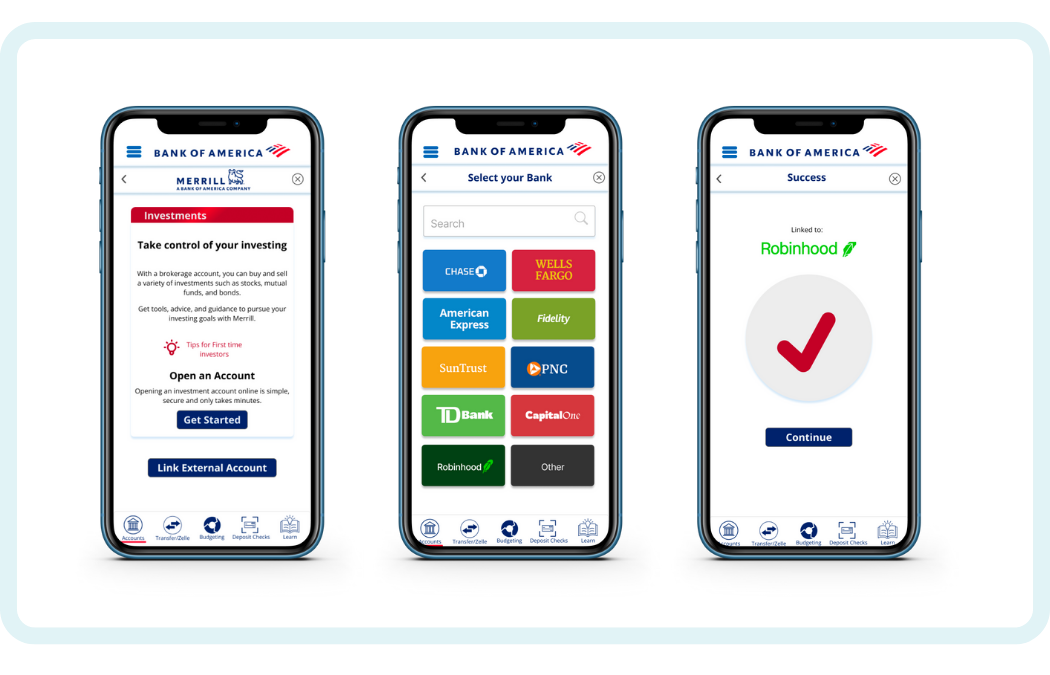 BANK OF AMERICA
MERRILL
A BANK OF AMERICA COMPANY
Investments
Take control of your investing
With a brokerage account, you can buy and sell
a variety of investments such as stocks, mutual
funds, and bonds.
Get tools, advice, and guidance to pursue your
investing goals with Merrill.
Tips for First time
investors
Open an Account
Opening an investment account online is simple,
secure and only takes minutes.
Get Started
Link External Account
Accounts
Transfer/Zelle
Budgeting
Deposit Checks
Learn
BANK OF AMERICA
Select your Bank
Search
CHASE
WELLS
FARGO
American
Express
Fidelity
SunTrust
PNC
TD Bank
CapitalOne
Robinhood
Other
Accounts
Transfer/Zelle
Budgeting
Deposit Checks
Learn
BANK OF AMERICA
Success
Linked to:
Robinhood
Continue
Accounts
Transfer/Zelle
Budgeting
Deposit Checks
Learn